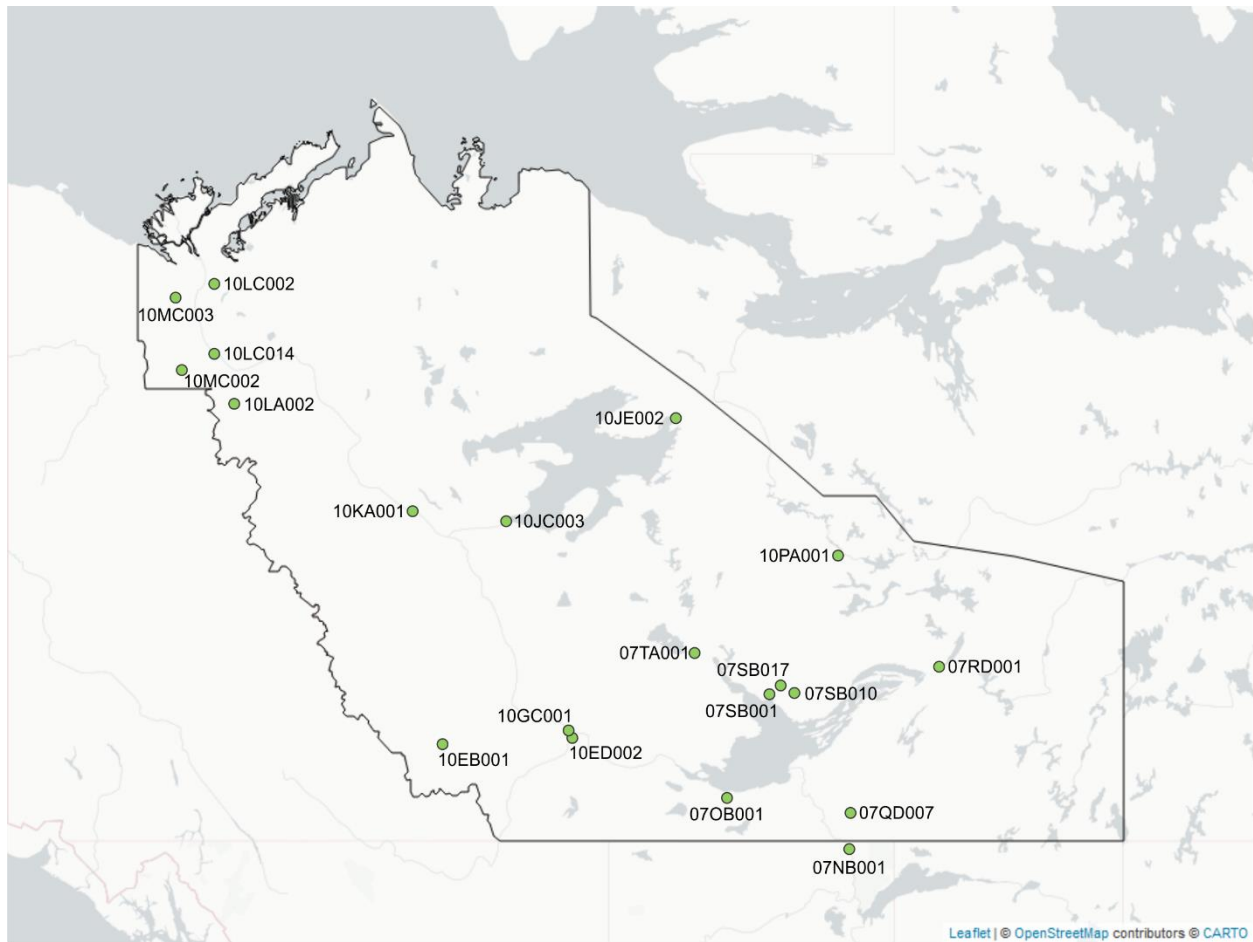 10LC002
10MC003
10LC014
10MC002
10LA002
10JE002
10KA001
10JC003
10PA001
07TA001
07SB017
07RD001
07SB010
07SB001
10GC001
10ED002
10EB001
07OB001
07QD007
07NB001
Leaflet | © OpenStreetMap contributors © CARTO